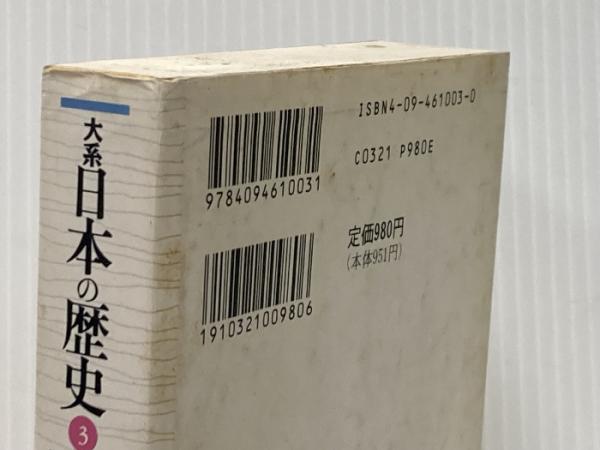 大系
日本の歴史
3
ISBN4-09-461003-0
9784094610031
C0321 P980E
定価980円
(本体951円)
1910321009806